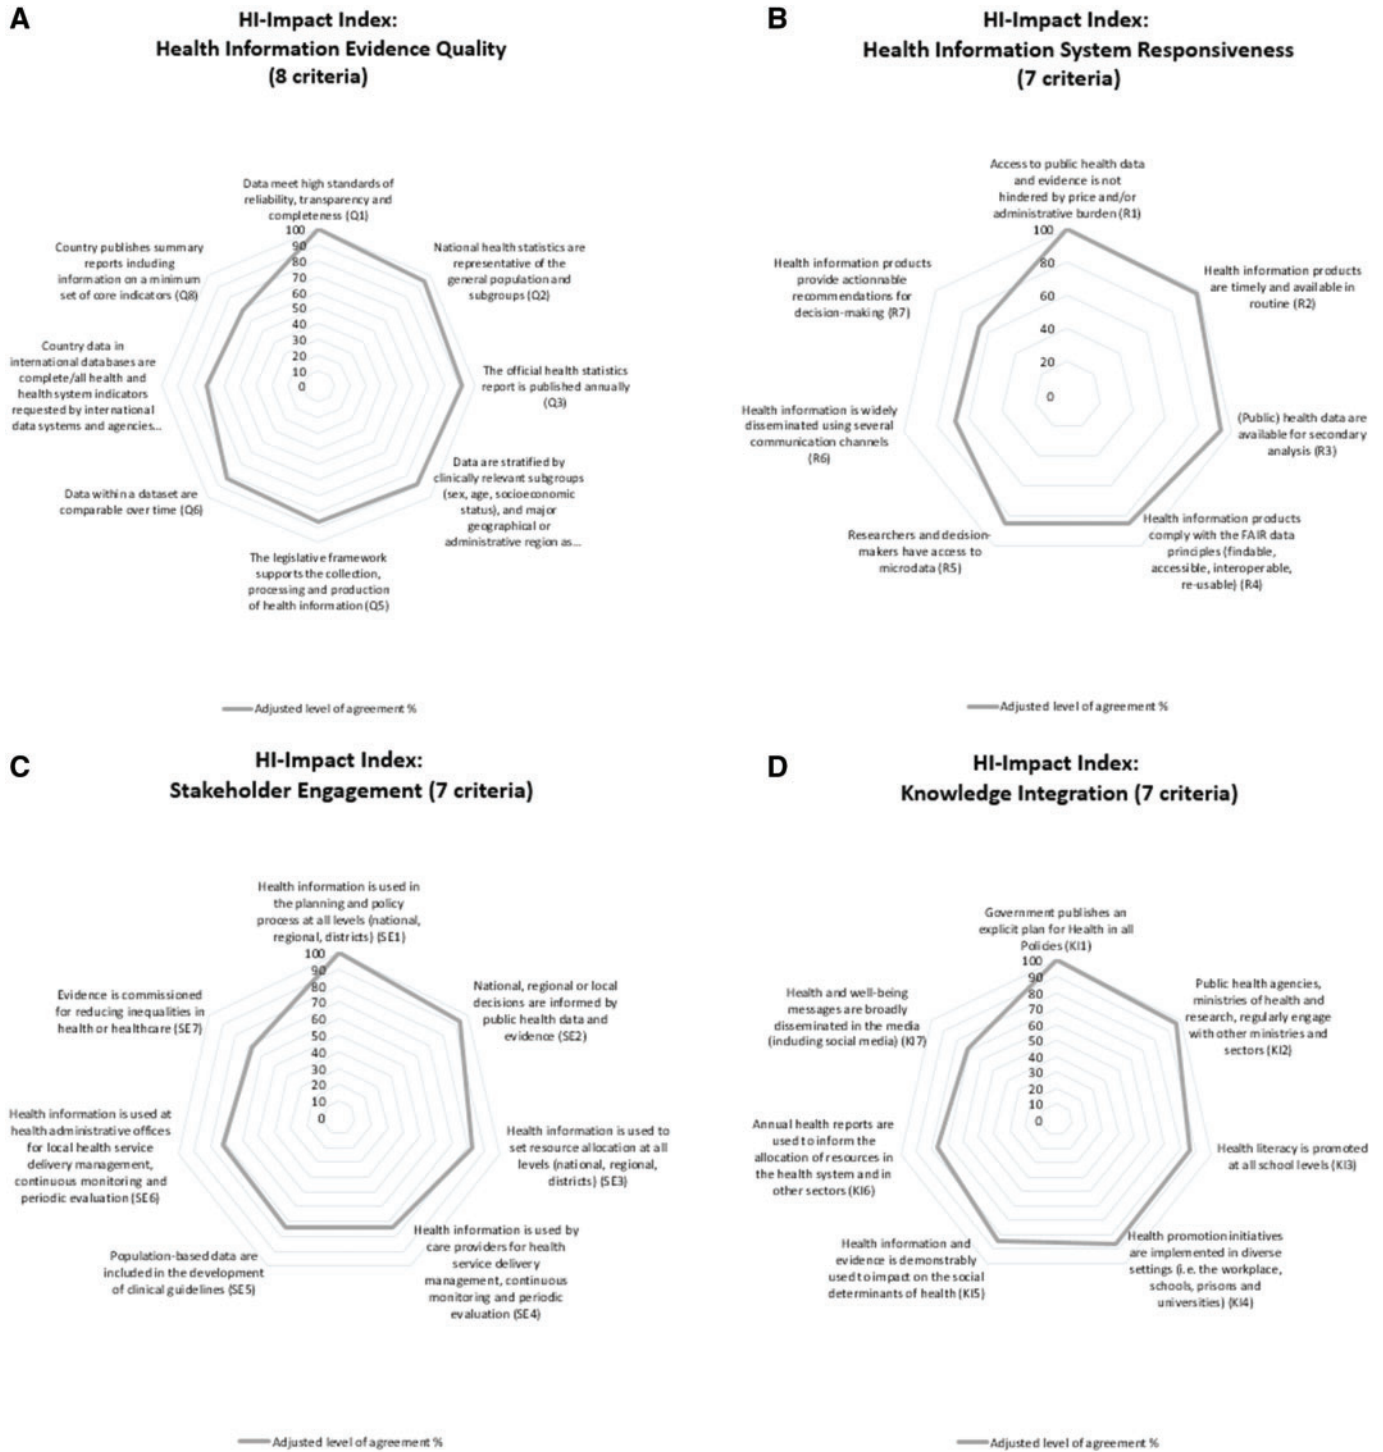 A
HI-Impact Index:
Health Information Evidence Quality
(8 criteria)
Data meet high standards of
reliability, transparency and
completeness (Q1)
National health statistics are
representative of the
general population and
subgroups (Q2)
The official health statistics
report is published annually
(Q3)
Data are stratified by
clinically relevant subgroups
(sex, age, socioeconomic
status), and major
geographical or
administrative region as...
The legislative framework
supports the collection,
processing and production
of health information (Q5)
Data within a dataset are
comparable over time (Q6)
Country data in
international databases are
complete/all health and
health system indicators
requested by international
data systems and agencies...
Country publishes summary
reports including
information on a minimum
set of core indicators (Q8)
100
90
80
70
60
50
40
30
20
10
0
Adjusted level of agreement %
B
HI-Impact Index:
Health Information System Responsiveness
(7 criteria)
Access to public health data
and evidence is not
hindered by price and/or
administrative burden (R1)
Health information products
are timely and available in
routine (R2)
(Public) health data are
available for secondary
analysis (R3)
Health information products
comply with the FAIR data
principles (findable,
accessible, interoperable,
re-usable) (R4)
Researchers and decision-
makers have access to
microdata (R5)
Health information is widely
disseminated using several
communication channels
(R6)
Health information products
provide actionnable
recommendations for
decision-making (R7)
100
80
60
40
20
0
Adjusted level of agreement %
C
HI-Impact Index:
Stakeholder Engagement (7 criteria)
Health information is used in
the planning and policy
process at all levels (national,
regional, districts) (SE1)
National, regional or local
decisions are informed by
public health data and
evidence (SE2)
Health information is used to
set resource allocation at all
levels (national, regional,
districts) (SE3)
Health information is used by
care providers for health
service delivery
management, continuous
monitoring and periodic
evaluation (SE4)
Population-based data are
included in the development
of clinical guidelines (SE5)
Health information is used at
health administrative offices
for local health service
delivery management,
continuous monitoring and
periodic evaluation (SE6)
Evidence is commissioned
for reducing inequalities in
health or healthcare (SE7)
100
90
80
70
60
50
40
30
20
10
0
Adjusted level of agreement %
D
HI-Impact Index:
Knowledge Integration (7 criteria)
Government publishes an
explicit plan for Health in all
Policies (KI1)
Public health agencies,
ministries of health and
research, regularly engage
with other ministries and
sectors (KI2)
Health literacy is promoted
at all school levels (KI3)
Health promotion initiatives
are implemented in diverse
settings (i.e. the workplace,
schools, prisons and
universities) (KI4)
Health information and
evidence is demonstrably
used to impact on the social
determinants of health (KI5)
Annual health reports are
used to inform the
allocation of resources in
the health system and in
other sectors (KI6)
Health and well-being
messages are broadly
disseminated in the media
(including social media) (KI7)
100
90
80
70
60
50
40
30
20
10
0
Adjusted level of agreement %